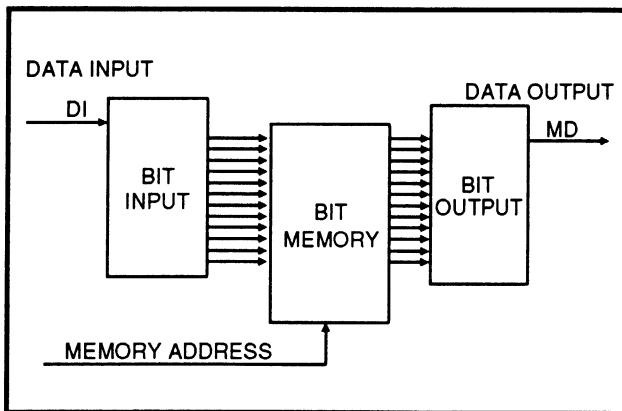 DATA INPUT
DI
BIT
INPUT
BIT
MEMORY
DATA OUTPUT
MD
BIT
OUTPUT
MEMORY ADDRESS